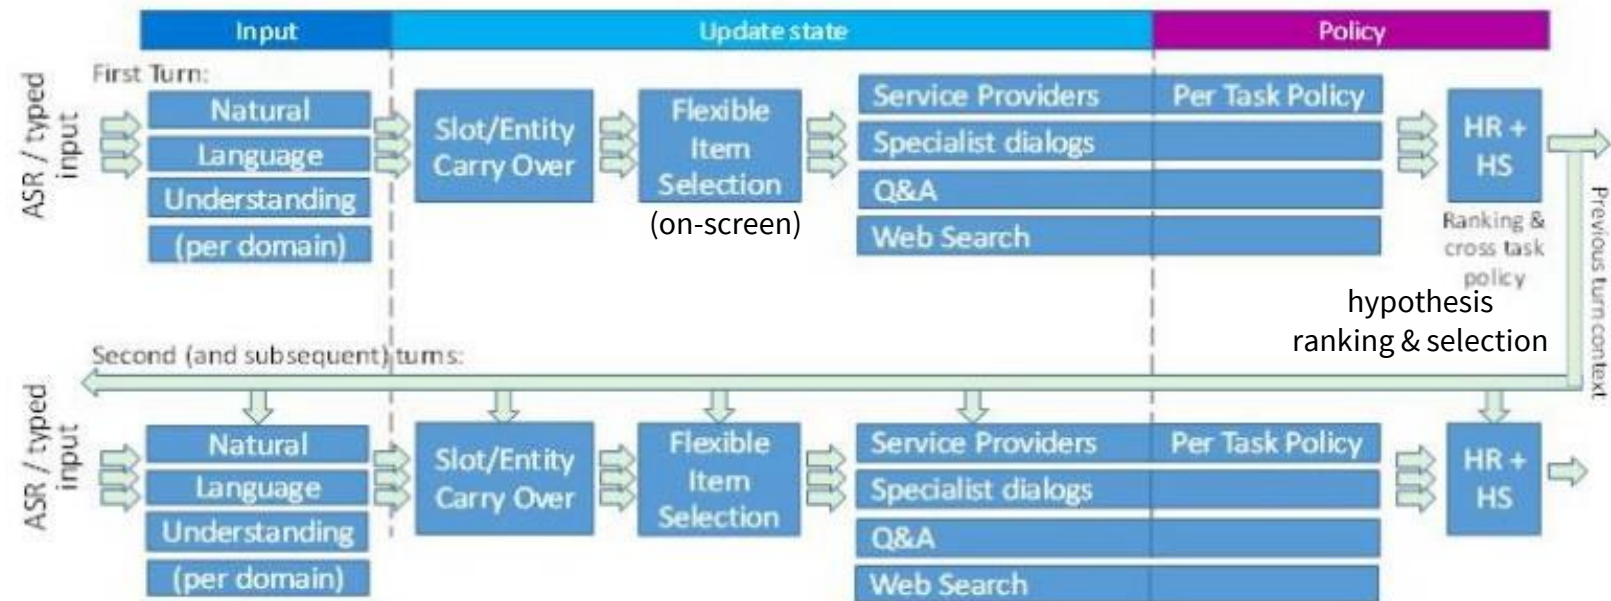 Input
Update state
Policy
First Turn:
ASR / typed
input
Natural
Language
Understanding
(per domain)
Slot/Entity
Carry Over
Flexible
Item
Selection
(on-screen)
Service Providers
Per Task Policy
Specialist dialogs
Q&A
Web Search
HR +
HS
Ranking &
cross task
policy
hypothesis
ranking & selection
Previous turn context
Second (and subsequent) turns:
ASR / typed
input
Natural
Language
Understanding
(per domain)
Slot/Entity
Carry Over
Flexible
Item
Selection
Service Providers
Per Task Policy
Specialist dialogs
Q&A
Web Search
HR +
HS